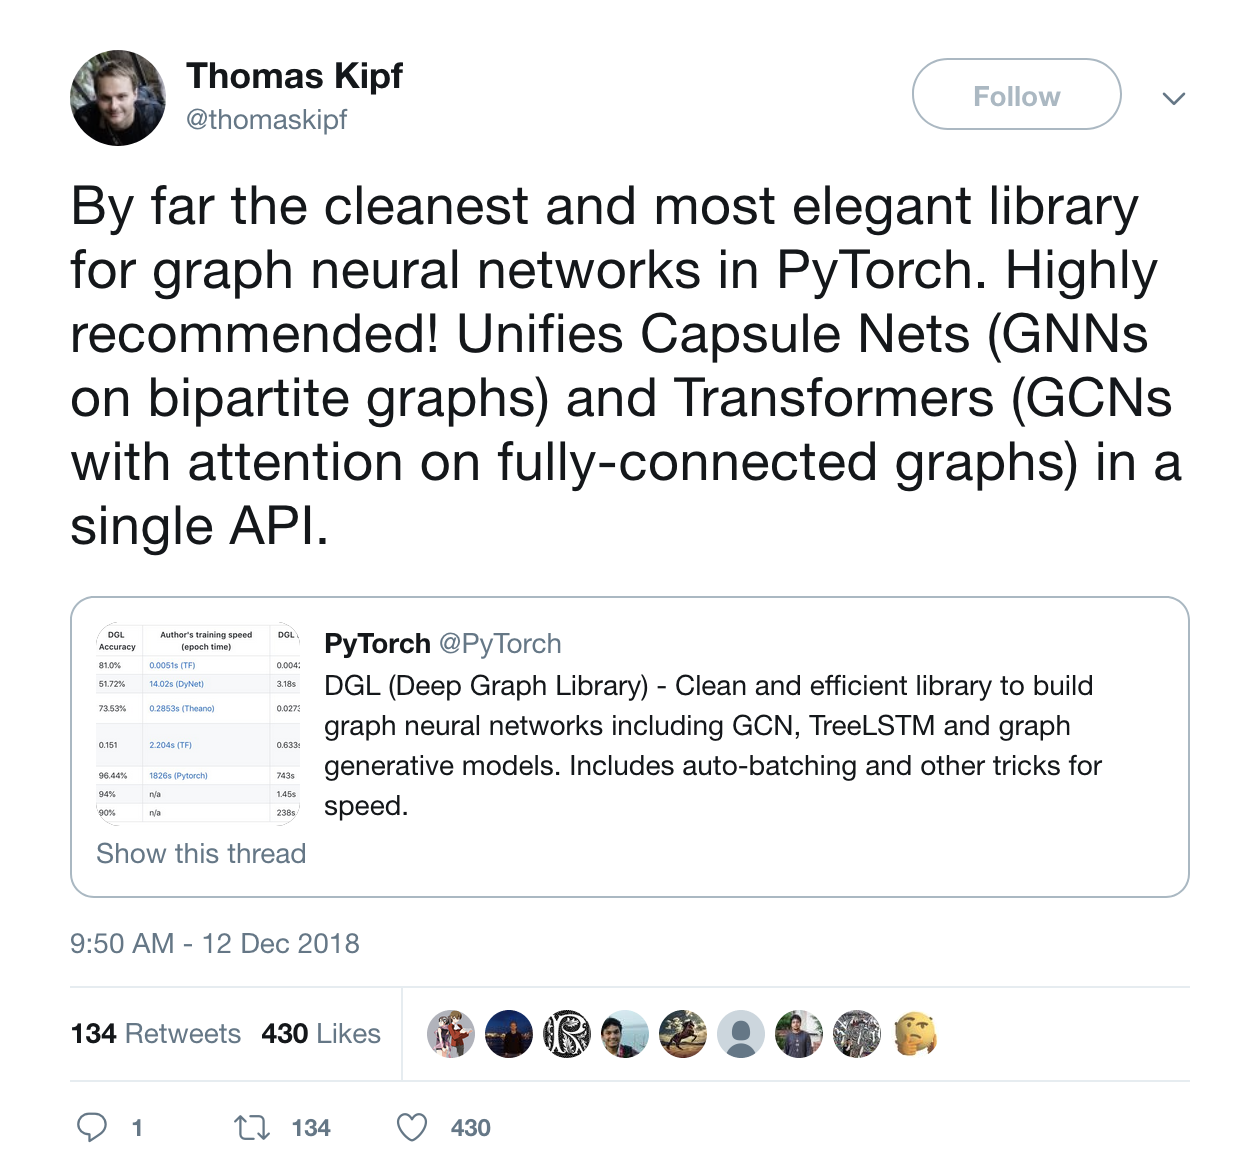 Thomas Kipf
@thomaskipf
Follow
By far the cleanest and most elegant library
for graph neural networks in PyTorch. Highly
recommended! Unifies Capsule Nets (GNNs
on bipartite graphs) and Transformers (GCNs
with attention on fully-connected graphs) in a
single API.
DGL Author's training speed DGL
Accuracy (epoch time)
81.0% 0.0051s (TF) 0.0042
51.72% 14.02s (DyNet) 3.18s
73.53% 0.2853s (Theano) 0.0273
0.151 2.204s (TF) 0.633s
96.44% 1826s (Pytorch) 743s
94% n/a 1.45s
90% n/a 238s
PyTorch @PyTorch
DGL (Deep Graph Library) - Clean and efficient library to build
graph neural networks including GCN, TreeLSTM and graph
generative models. Includes auto-batching and other tricks for
speed.
Show this thread
9:50 AM - 12 Dec 2018
134 Retweets 430 Likes
1 134 430